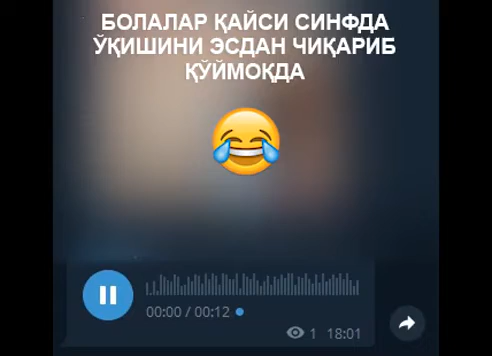 БОЛАЛАР ҚАЙСИ СИНФДА
ЎҚИШИНИ ЭСДАН ЧИҚАРИБ
ҚЎЙМОҚДА
00:00 / 00:12
1 18:01